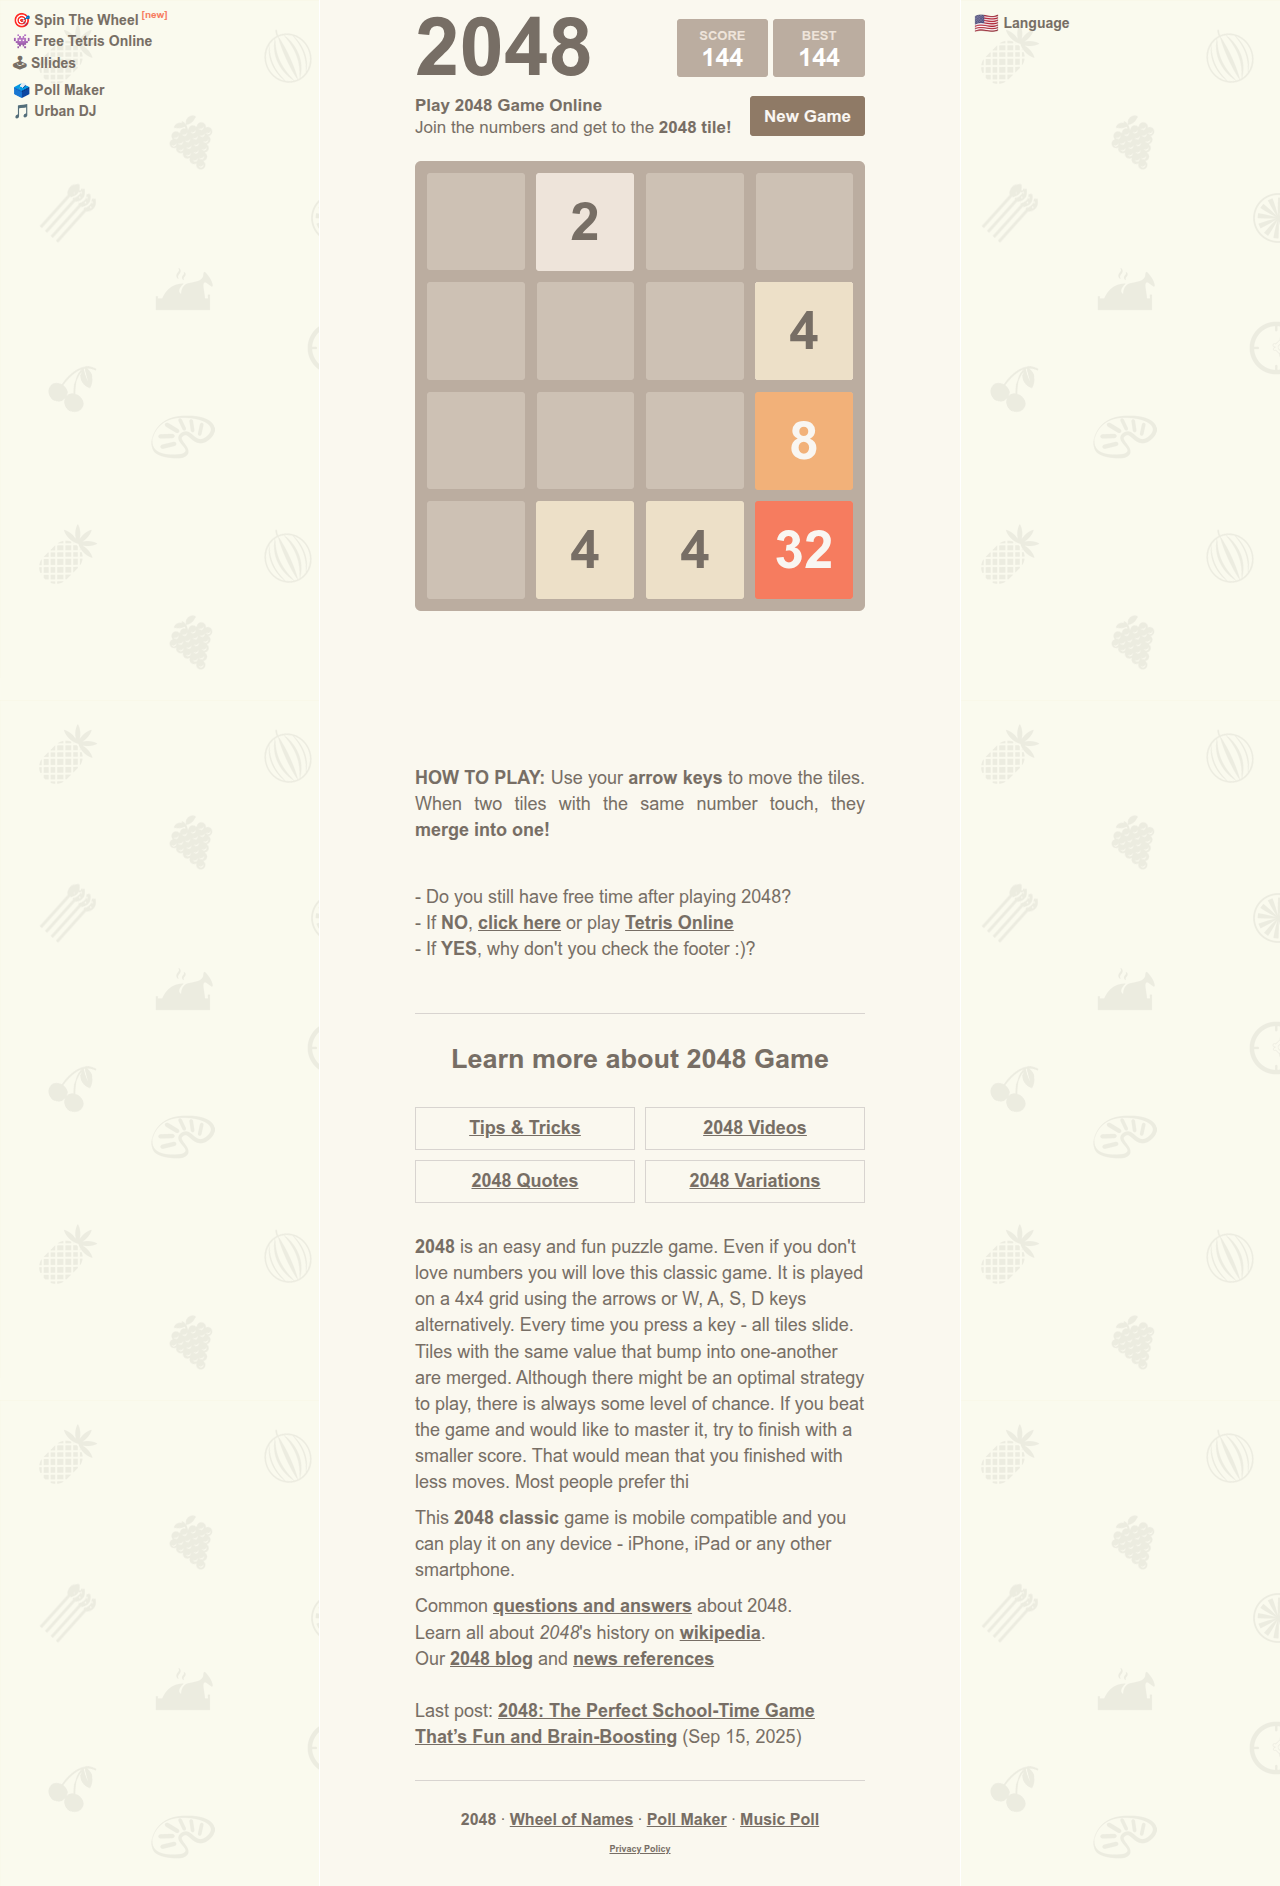 🎯 Spin The Wheel [new]
👾 Free Tetris Online
🕹 Sllides
🗳 Poll Maker
🎵 Urban DJ
🇺🇸 Language
2048
SCORE
144
BEST
144
Play 2048 Game Online
Join the numbers and get to the 2048 tile!
New Game
2
4
8
4 4 32
HOW TO PLAY: Use your arrow keys to move the tiles.
When two tiles with the same number touch, they
merge into one!
- Do you still have free time after playing 2048?
- If NO, click here or play Tetris Online
- If YES, why don't you check the footer :)?
Learn more about 2048 Game
Tips & Tricks
2048 Videos
2048 Quotes
2048 Variations
2048 is an easy and fun puzzle game. Even if you don't
love numbers you will love this classic game. It is played
on a 4x4 grid using the arrows or W, A, S, D keys
alternatively. Every time you press a key - all tiles slide.
Tiles with the same value that bump into one-another
are merged. Although there might be an optimal strategy
to play, there is always some level of chance. If you beat
the game and would like to master it, try to finish with a
smaller score. That would mean that you finished with
less moves. Most people prefer thi
This 2048 classic game is mobile compatible and you
can play it on any device - iPhone, iPad or any other
smartphone.
Common questions and answers about 2048.
Learn all about 2048's history on wikipedia.
Our 2048 blog and news references
Last post: 2048: The Perfect School-Time Game
That’s Fun and Brain-Boosting (Sep 15, 2025)
2048 · Wheel of Names · Poll Maker · Music Poll
Privacy Policy